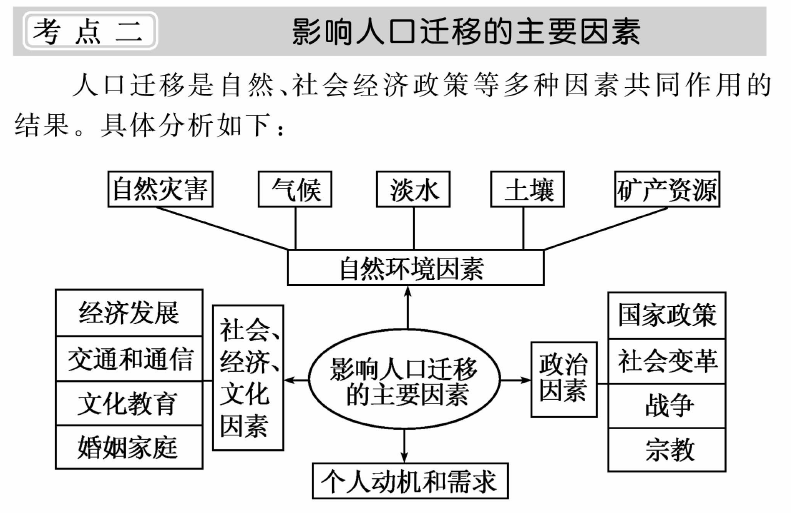 考点二 影响人口迁移的主要因素
人口迁移是自然、社会经济政策等多种因素共同作用的
结果。具体分析如下：
自然灾害 气候 淡水 土壤 矿产资源
自然环境因素
经济发展
交通和通信
文化教育
婚姻家庭
社会、
经济、
文化
因素
影响人口迁移
的主要因素
政治
因素
国家政策
社会变革
战争
宗教
个人动机和需求